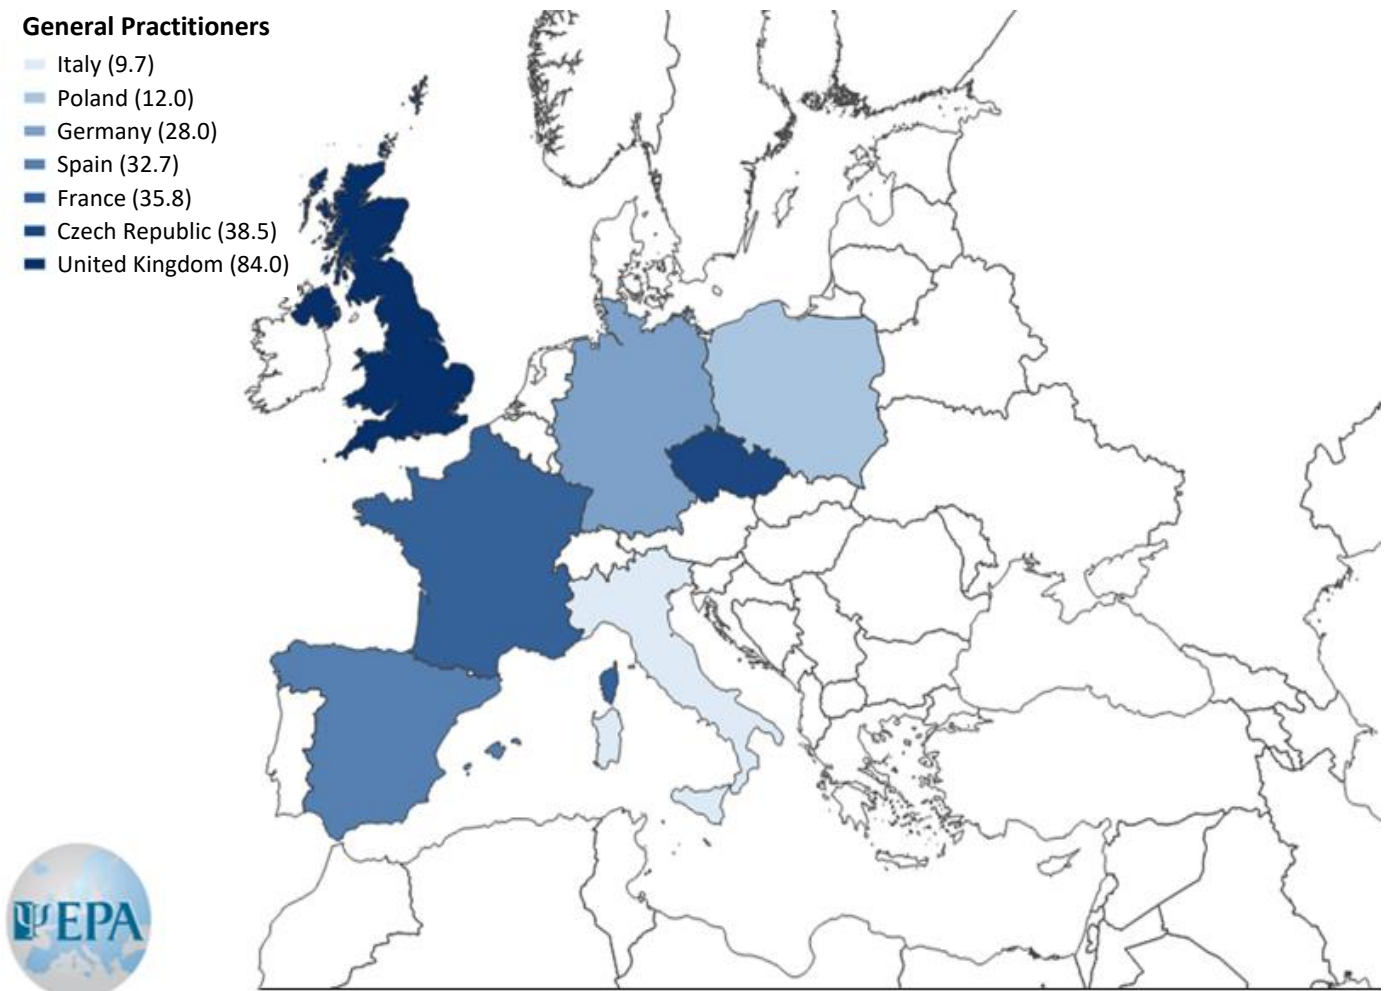 General Practitioners
Italy (9.7)
Poland (12.0)
Germany (28.0)
Spain (32.7)
France (35.8)
Czech Republic (38.5)
United Kingdom (84.0)
ΨEPA